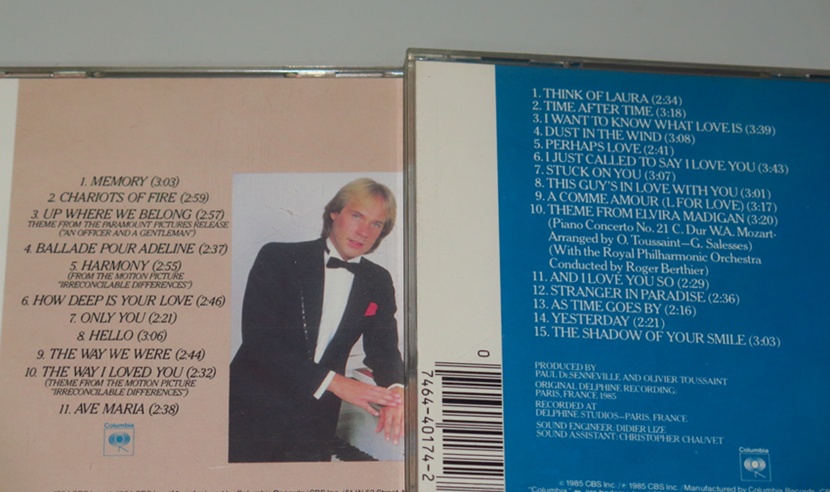 1. MEMORY (3:03)
2. CHARIOTS OF FIRE (2:59)
3. UP WHERE WE BELONG (2:57)
THEME FROM THE PARAMOUNT PICTURES RELEASE
("AN OFFICER AND A GENTLEMAN")
4. BALLADE POUR ADELINE (2:37)
5. HARMONY (2:55)
(FROM THE MOTION PICTURE
"IRRECONCILABLE DIFFERENCES")
6. HOW DEEP IS YOUR LOVE (2:46)
7. ONLY YOU (2:21)
8. HELLO (3:06)
9. THE WAY WE WERE (2:44)
10. THE WAY I LOVED YOU (2:32)
(THEME FROM THE MOTION PICTURE
"IRRECONCILABLE DIFFERENCES")
11. AVE MARIA (2:38)
Columbia
1. THINK OF LAURA (2:34)
2. TIME AFTER TIME (3:18)
3. I WANT TO KNOW WHAT LOVE IS (3:39)
4. DUST IN THE WIND (3:08)
5. PERHAPS LOVE (2:41)
6. I JUST CALLED TO SAY I LOVE YOU (3:43)
7. STUCK ON YOU (3:07)
8. THIS GUY'S IN LOVE WITH YOU (3:01)
9. A COMME AMOUR (L FOR LOVE) (3:17)
10. THEME FROM ELVIRA MADIGAN (3:20)
(Piano Concerto No. 21 C. Dur W.A. Mozart-
Arranged by O. Toussaint—G. Salesses)
(With the Royal Philharmonic Orchestra
Conducted by Roger Berthier)
11. AND I LOVE YOU SO (2:29)
12. STRANGER IN PARADISE (2:36)
13. AS TIME GOES BY (2:16)
14. YESTERDAY (2:21)
15. THE SHADOW OF YOUR SMILE (3:03)
PRODUCED BY
PAUL DE SENNEVILLE AND OLIVIER TOUSSAINT
ORIGINAL DELPHINE RECORDING:
PARIS, FRANCE 1985
RECORDED AT
DELPHINE STUDIOS—PARIS, FRANCE.
SOUND ENGINEER: DIDIER LIZE
SOUND ASSISTANT: CHRISTOPHER CHAUVET
Columbia
© 1985 CBS Inc./℗ 1985 CBS Inc./Manufactured by Columbia Records
0
7464-40174-2